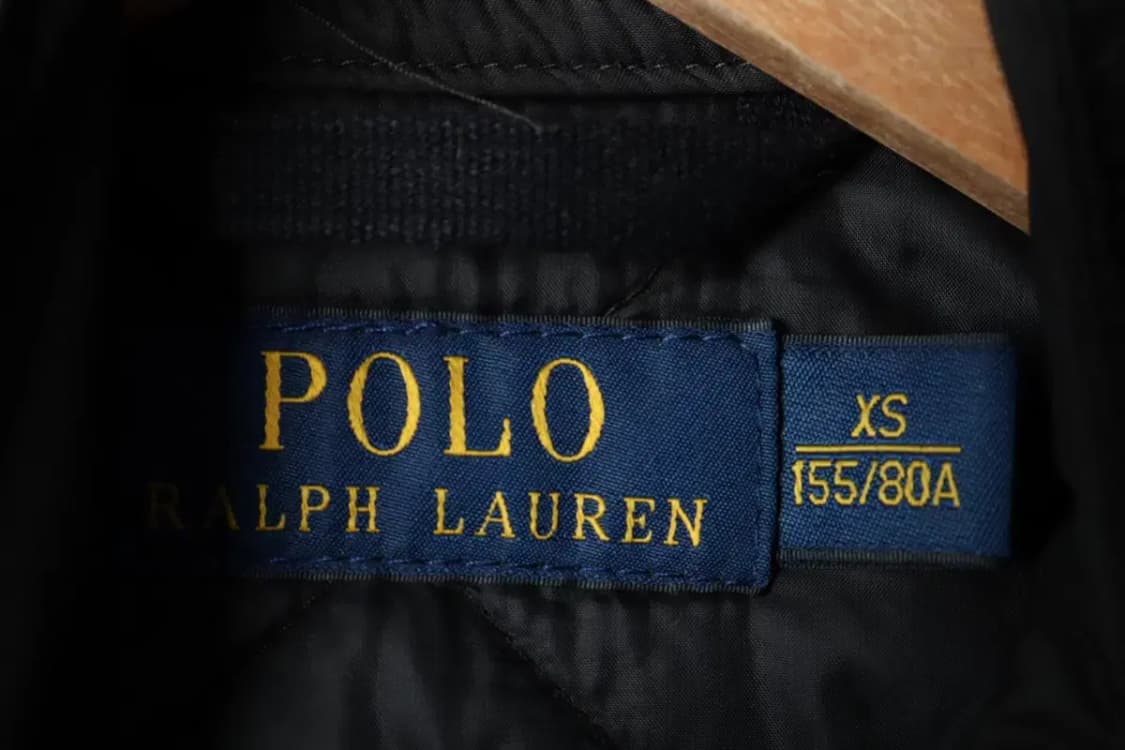 POLO
RALPH LAUREN
XS
155/80A